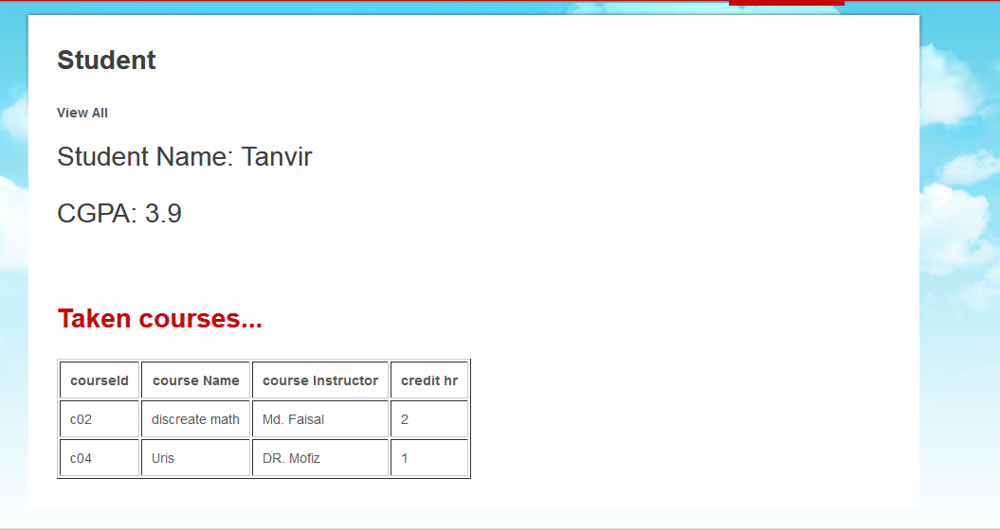 Student
View All
Student Name: Tanvir
CGPA: 3.9
Taken courses...
courseId course Name course Instructor credit hr
c02 discreate math Md. Faisal 2
c04 Uris DR. Mofiz 1